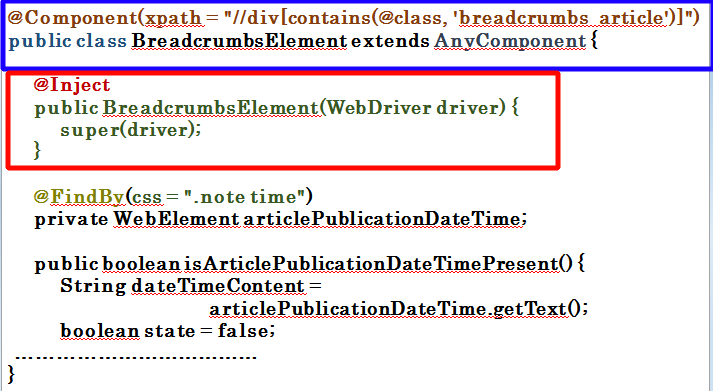 @Component(xpath = "//div[contains(@class, 'breadcrumbs_article')]")
public class BreadcrumbsElement extends AnyComponent {
@Inject
public BreadcrumbsElement(WebDriver driver) {
super(driver);
}
@FindBy(css = ".note time")
private WebElement articlePublicationDateTime;
public boolean isArticlePublicationDateTimePresent() {
String dateTimeContent =
articlePublicationDateTime.getText();
boolean state = false;
…………………………………
}